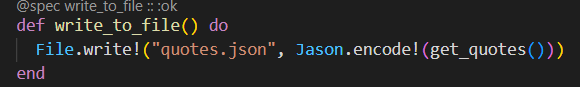 @spec write_to_file :: :ok
def write_to_file() do
File.write!("quotes.json", Jason.encode!(get_quotes()))
end